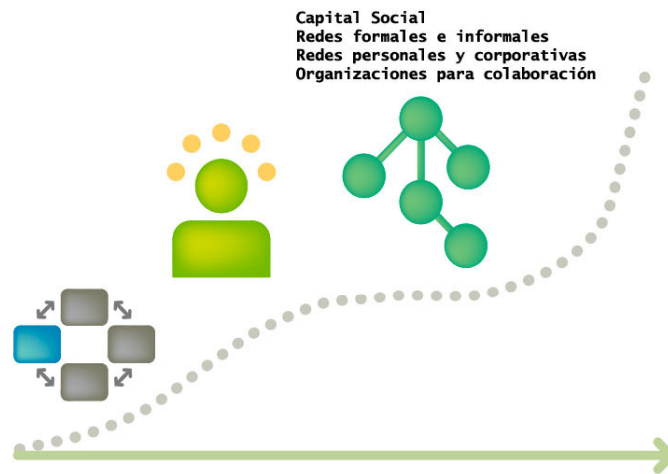 Capital Social
Redes formales e informales
Redes personales y corporativas
Organizaciones para colaboración